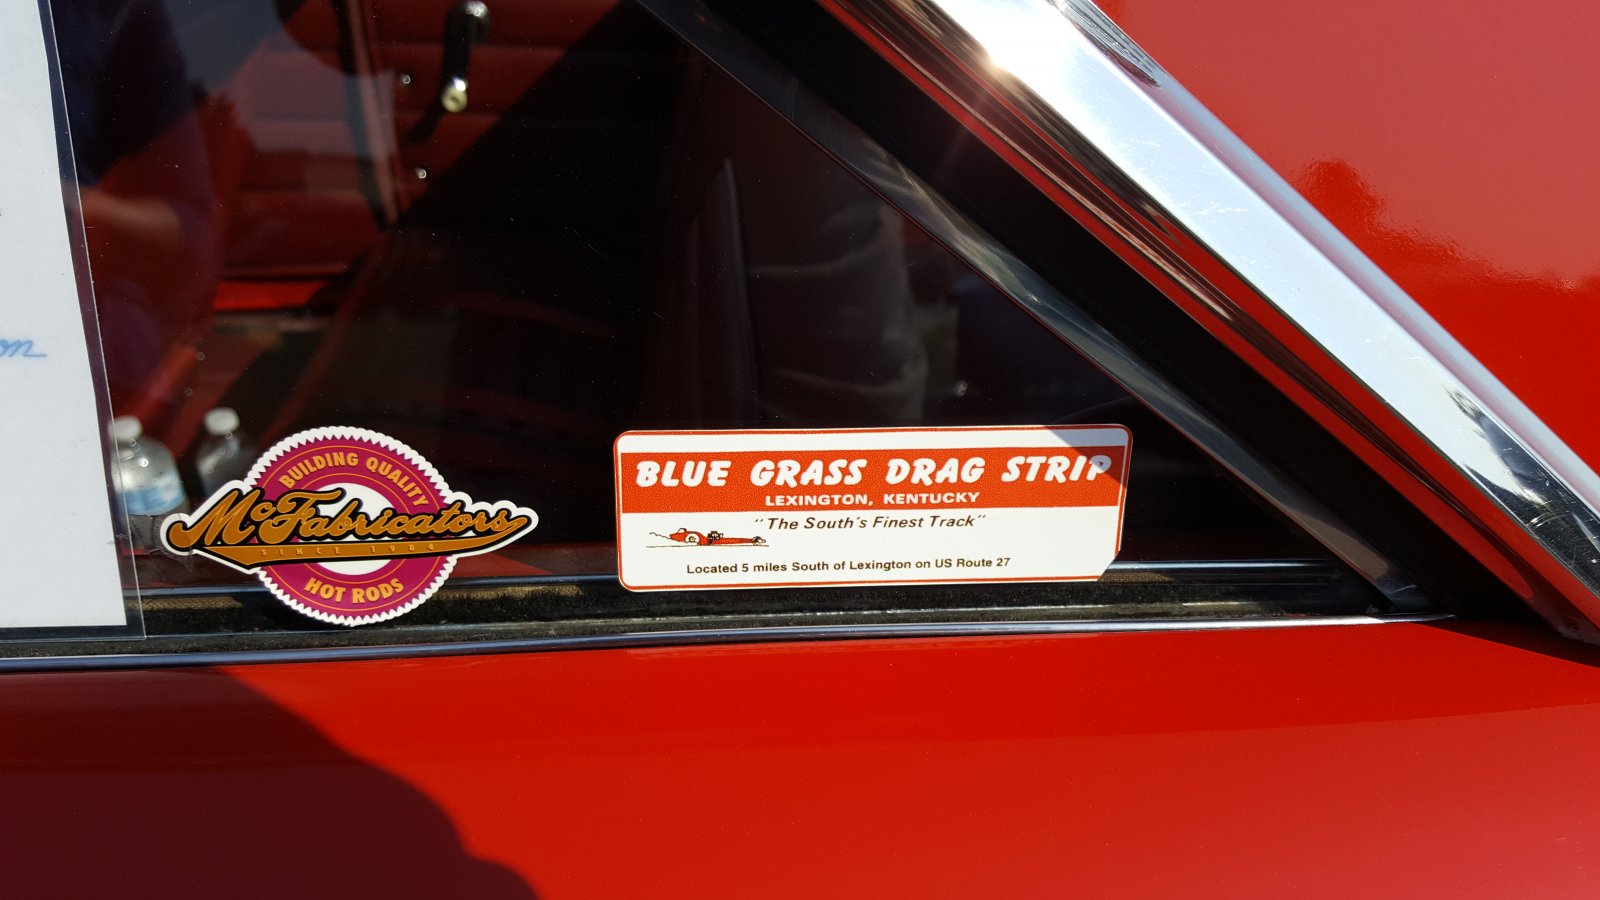 on
BUILDING QUALITY
McFabricators
SINCE 1984
HOT RODS
BLUE GRASS DRAG STRIP
LEXINGTON, KENTUCKY
"The South's Finest Track"
Located 5 miles South of Lexington on US Route 27